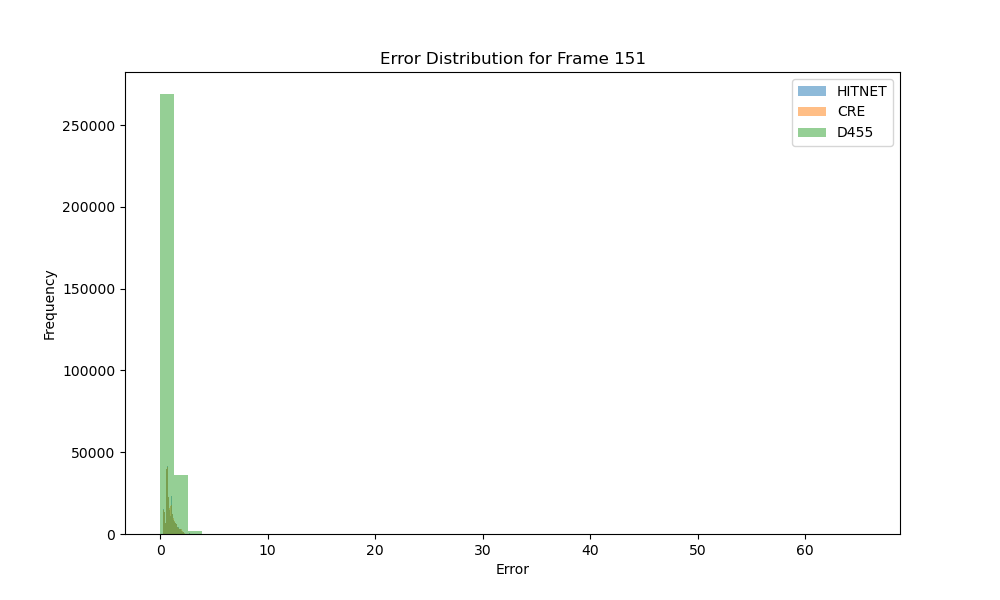 Error Distribution for Frame 151
HITNET
CRE
D455
250000
200000
150000
100000
50000
0
Frequency
0 10 20 30 40 50 60
Error